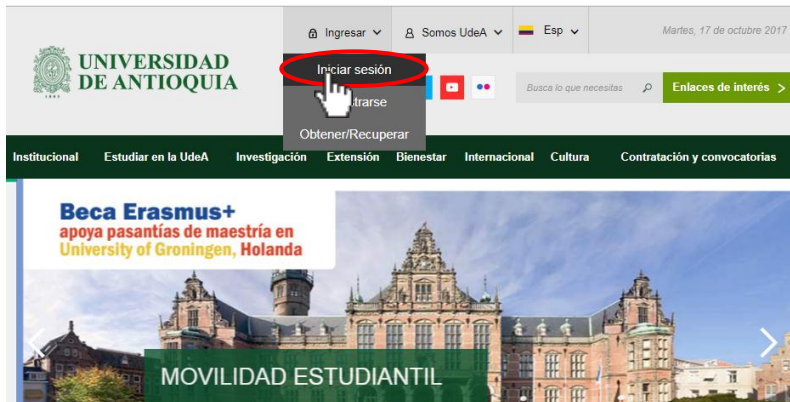 Ingresar
Somos UdeA
Esp
Martes, 17 de octubre 2017
UNIVERSIDAD
DE ANTIOQUIA
1803
Iniciar sesión
trarse
Obtener/Recuperar
Busca lo que necesitas
Enlaces de interés >
Institucional Estudiar en la UdeA Investigación Extensión Bienestar Internacional Cultura Contratación y convocatorias
Beca Erasmus+
apoya pasantías de maestría en
University of Groningen, Holanda
MOVILIDAD ESTUDIANTIL